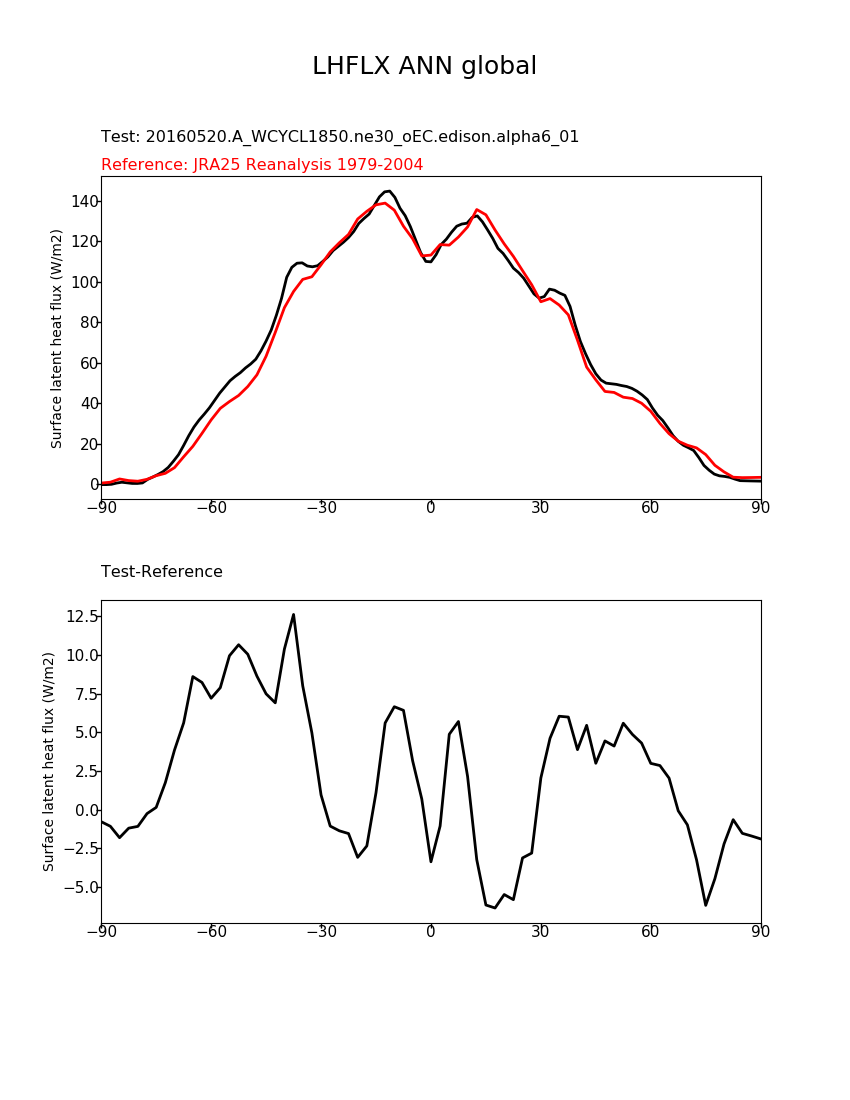 LHFLX ANN global
Test: 20160520.A_WCYCL1850.ne30_oEC.edison.alpha6_01
Reference: JRA25 Reanalysis 1979-2004
Surface latent heat flux (W/m2)
140
120
100
80
60
40
20
0
−90 −60 −30 0 30 60 90
Test-Reference
Surface latent heat flux (W/m2)
12.5
10.0
7.5
5.0
2.5
0.0
−2.5
−5.0
−90 −60 −30 0 30 60 90